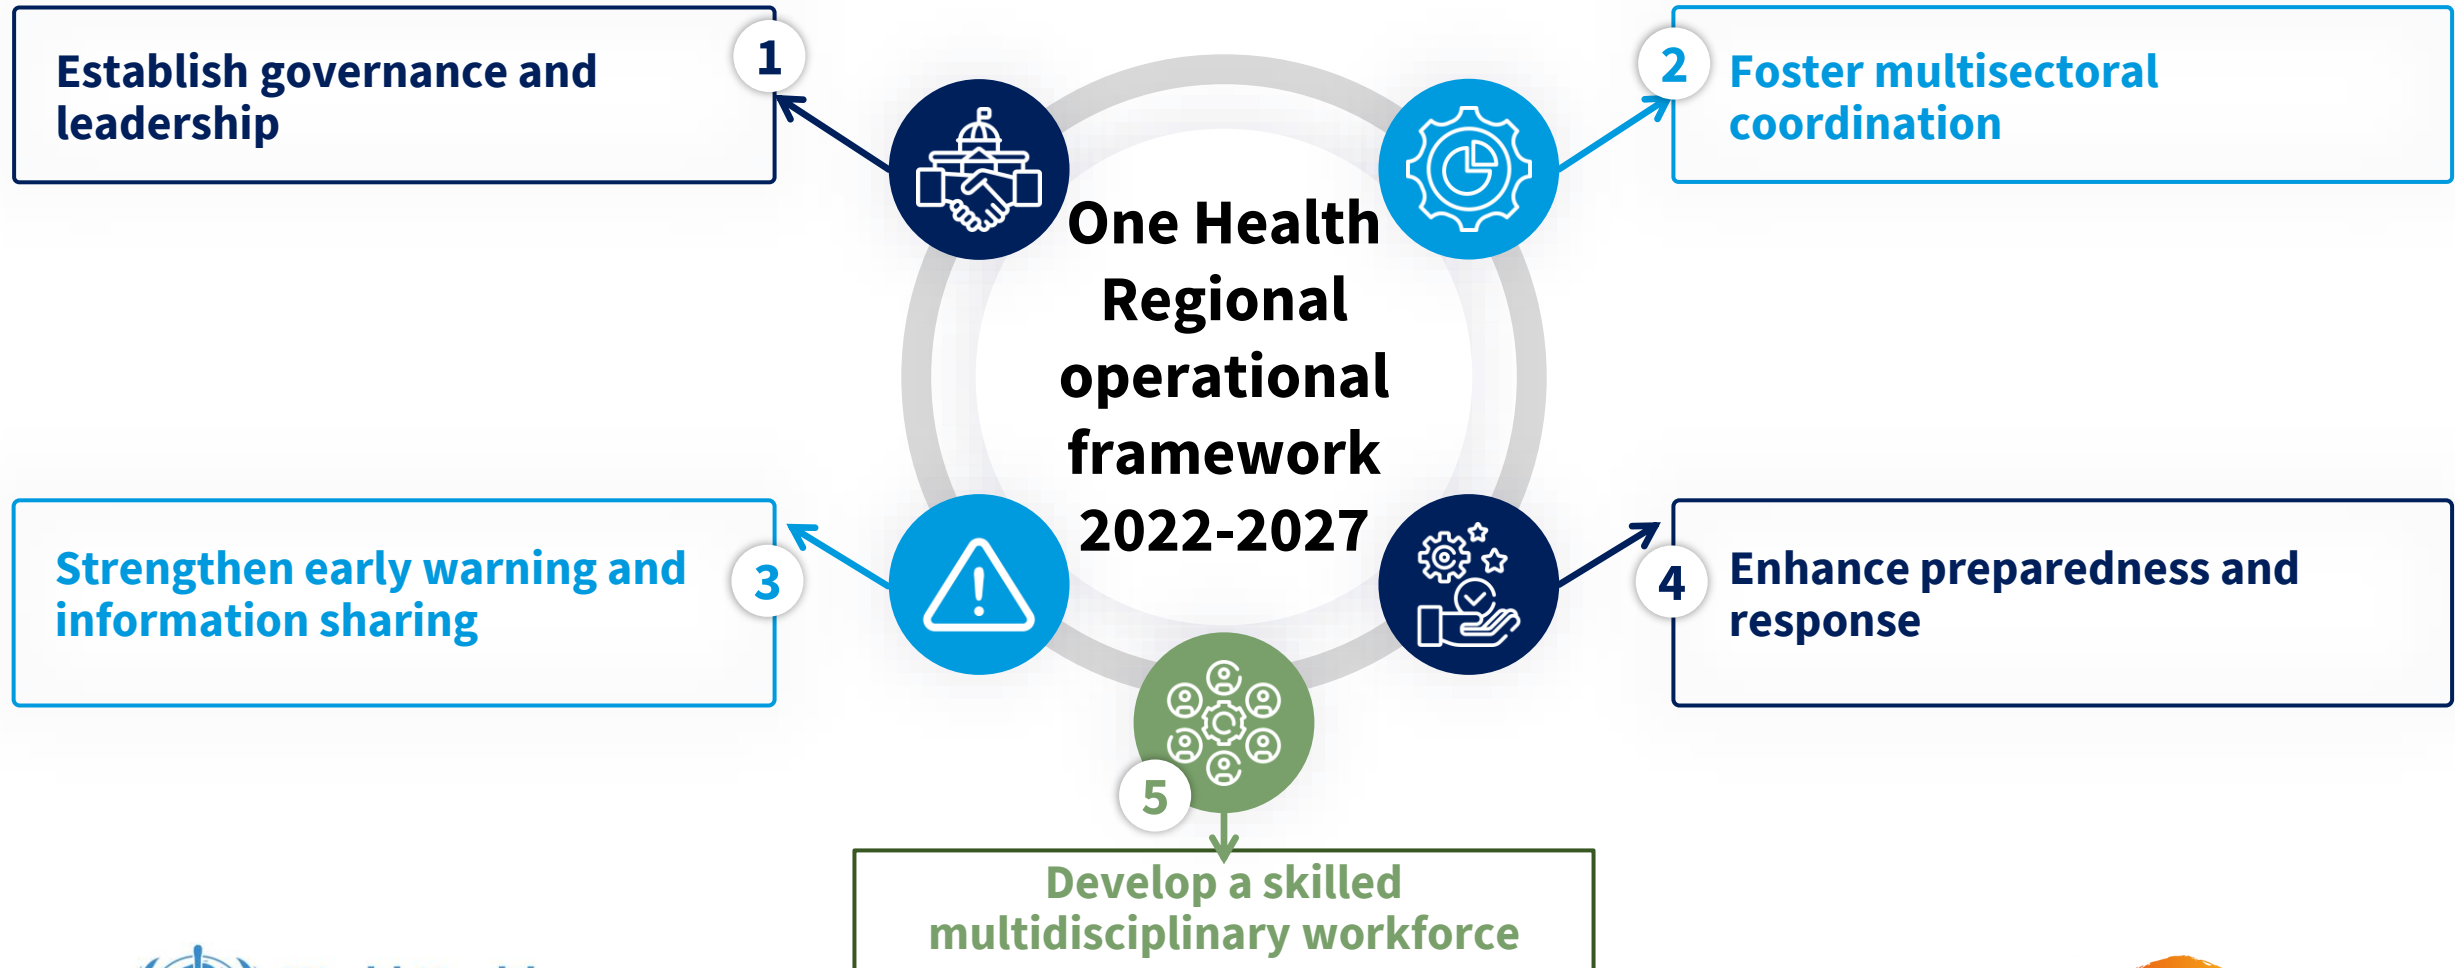 1
Establish governance and
leadership
2
Foster multisectoral
coordination
One Health
Regional
operational
framework
2022-2027
3
Strengthen early warning and
information sharing
4
Enhance preparedness and
response
5
Develop a skilled
multidisciplinary workforce